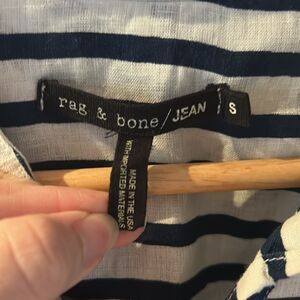 rag & bone/JEAN
S
MADE IN THE USA
WITH IMPORTED
MATERIALS